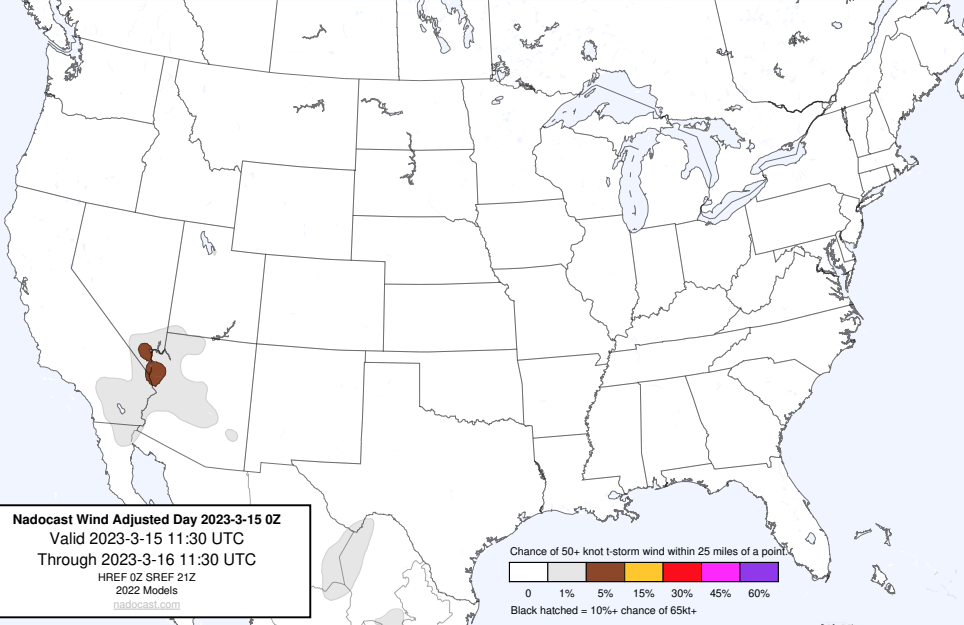 Nadocast Wind Adjusted Day 2023-3-15 0Z
Valid 2023-3-15 11:30 UTC
Through 2023-3-16 11:30 UTC
HREF 0Z SREF 21Z
2022 Models
nadocast.com
Chance of 50+ knot t-storm wind within 25 miles of a point.
0 1% 5% 15% 30% 45% 60%
Black hatched = 10%+ chance of 65kt+